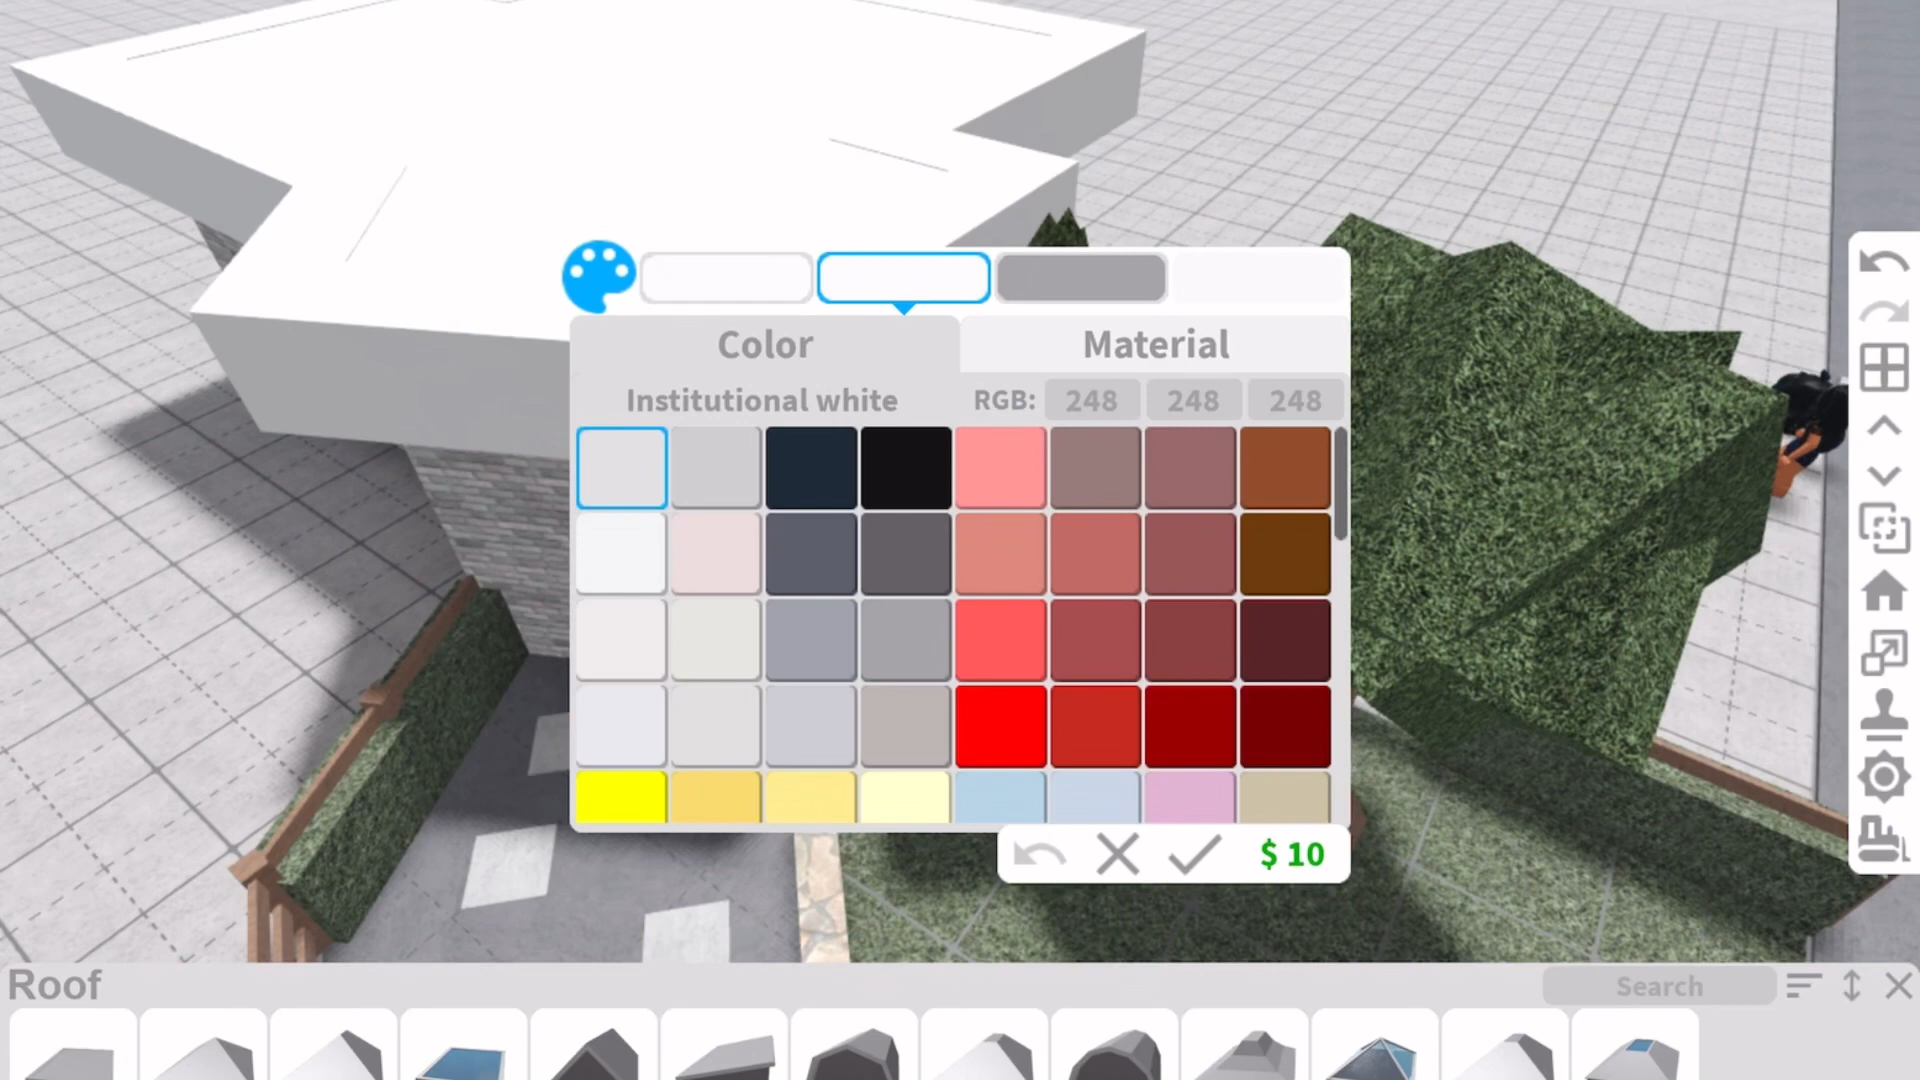 Color
Material
Institutional white
RGB: 248 248 248
$ 10
Roof
Search